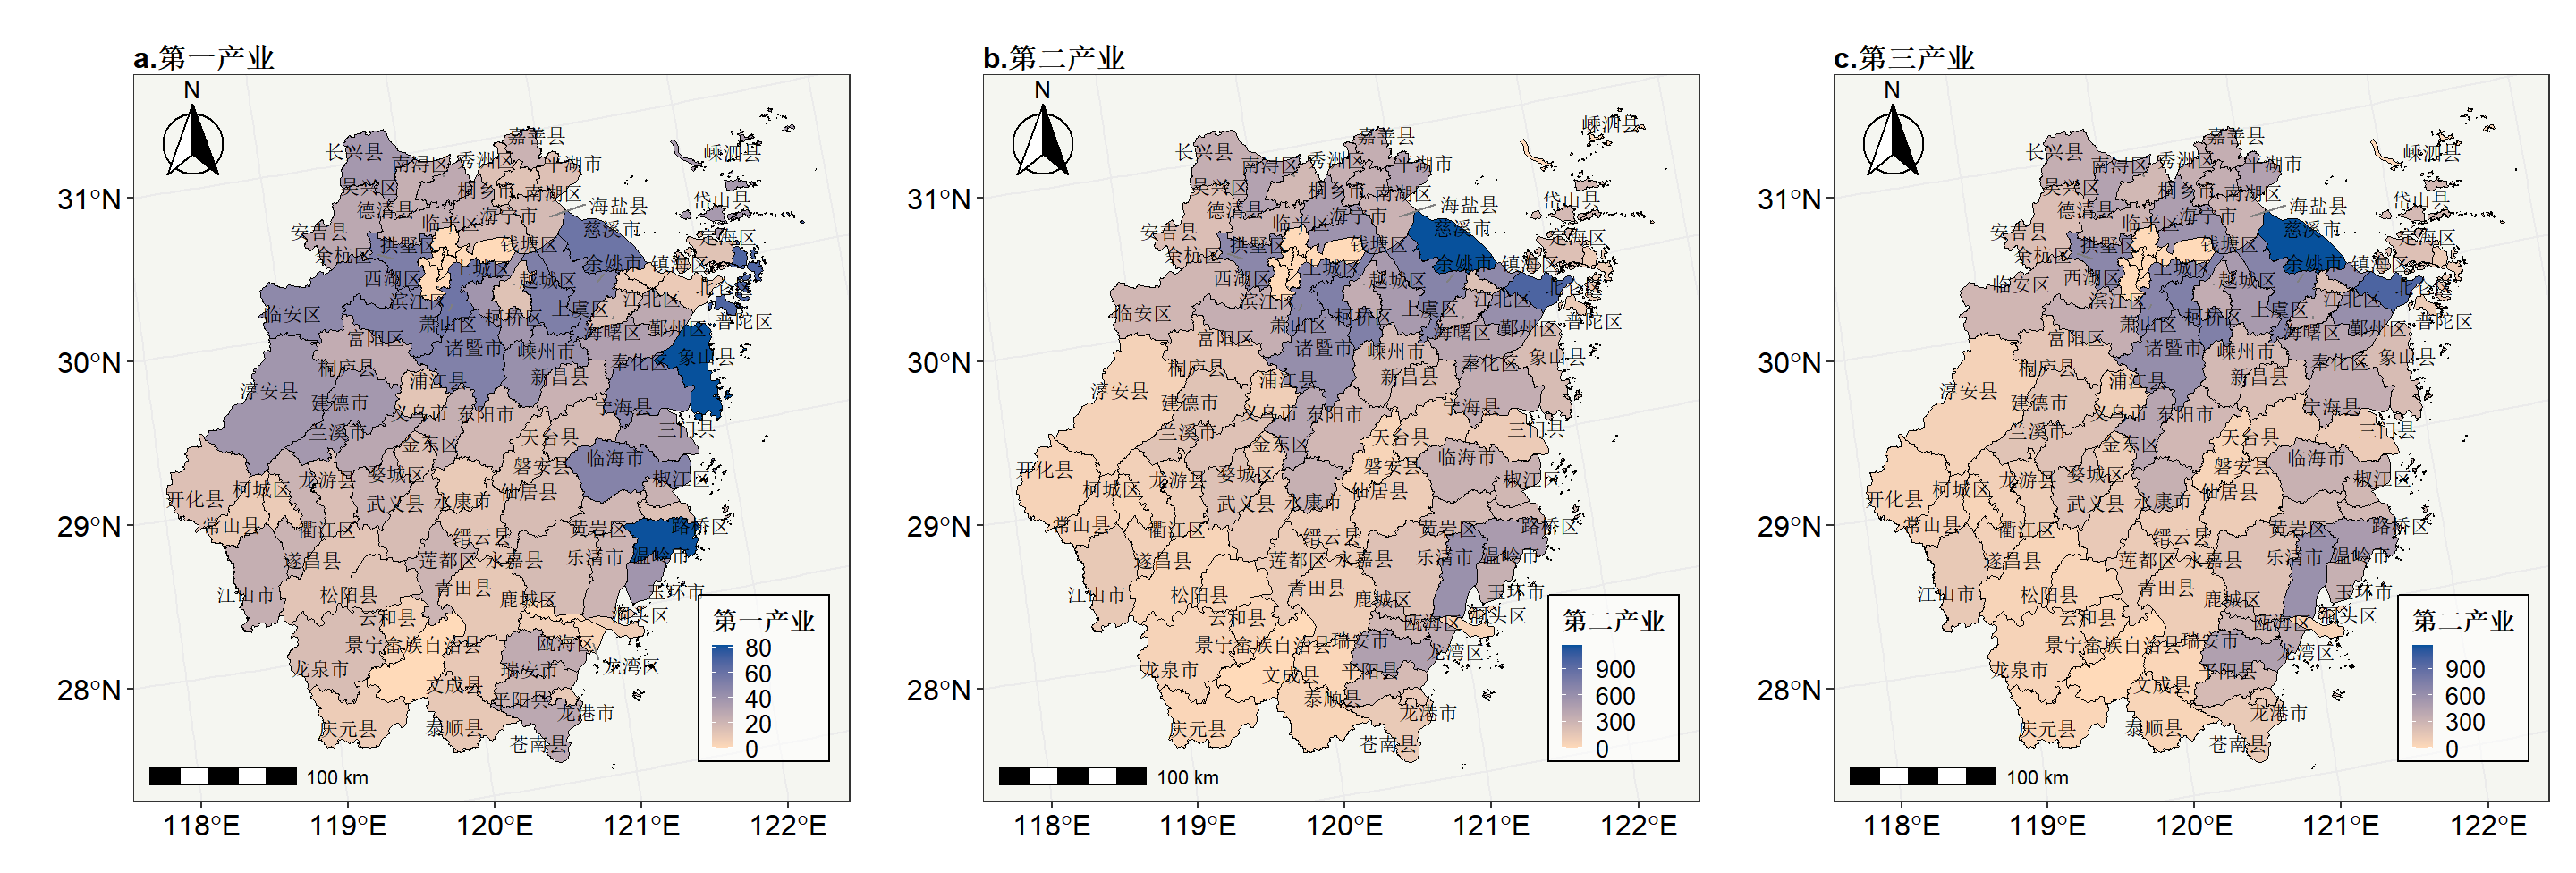 a.第一产业
N
长兴县
南浔区
秀洲区
嘉善县
平湖市
嵊泗县
吴兴区
桐乡市
南湖区
德清县
临平区
海宁市
海盐县
岱山县
安吉县
拱墅区
钱塘区
慈溪市
定海区
余杭区
西湖区
上城区
越城区
余姚市
镇海区
滨江区
上虞区
江北区
北仑区
临安区
萧山区
柯桥区
海曙区
鄞州区
普陀区
富阳区
诸暨市
嵊州市
奉化区
象山县
桐庐县
浦江县
新昌县
淳安县
建德市
义乌市
东阳市
宁海县
兰溪市
金东区
天台县
三门县
龙游县
婺城区
磐安县
临海市
椒江区
开化县
柯城区
武义县
永康市
仙居县
常山县
衢江区
缙云县
黄岩区
路桥区
遂昌县
莲都区
永嘉县
乐清市
温岭市
江山市
松阳县
青田县
鹿城区
玉环市
云和县
洞头区
景宁畲族自治县
瓯海区
龙泉市
瑞安市
龙湾区
文成县
平阳县
龙港市
庆元县
泰顺县
苍南县
第一产业
80
60
40
20
0
100 km
31°N
30°N
29°N
28°N
118°E
119°E
120°E
121°E
122°E
b.第二产业
N
嵊泗县
长兴县
南浔区
秀洲区
嘉善县
平湖市
吴兴区
桐乡市
南湖区
德清县
临平区
海宁市
海盐县
岱山县
安吉县
拱墅区
钱塘区
慈溪市
定海区
余杭区
西湖区
上城区
越城区
余姚市
镇海区
滨江区
上虞区
江北区
北仑区
临安区
萧山区
柯桥区
海曙区
鄞州区
普陀区
富阳区
诸暨市
嵊州市
奉化区
象山县
桐庐县
浦江县
新昌县
淳安县
建德市
义乌市
东阳市
宁海县
兰溪市
金东区
天台县
三门县
开化县
柯城区
龙游县
婺城区
磐安县
临海市
椒江区
武义县
永康市
仙居县
常山县
衢江区
缙云县
黄岩区
路桥区
遂昌县
莲都区
永嘉县
乐清市
温岭市
江山市
松阳县
青田县
鹿城区
玉环市
云和县
瓯海区
洞头区
景宁畲族自治县
瑞安市
龙湾区
龙泉市
文成县
平阳县
泰顺县
龙港市
庆元县
苍南县
第二产业
900
600
300
0
100 km
31°N
30°N
29°N
28°N
118°E
119°E
120°E
121°E
122°E
c.第三产业
N
长兴县
南浔区
秀洲区
嘉善县
平湖市
嵊泗县
吴兴区
桐乡市
南湖区
德清县
临平区
海宁市
海盐县
岱山县
安吉县
拱墅区
钱塘区
慈溪市
定海区
余杭区
西湖区
上城区
越城区
余姚市
镇海区
临安区
滨江区
上虞区
江北区
北仑区
萧山区
柯桥区
海曙区
鄞州区
普陀区
富阳区
诸暨市
嵊州市
奉化区
象山县
桐庐县
浦江县
新昌县
淳安县
建德市
义乌市
东阳市
宁海县
兰溪市
金东区
天台县
三门县
开化县
柯城区
龙游县
婺城区
磐安县
临海市
椒江区
武义县
永康市
仙居县
常山县
衢江区
缙云县
黄岩区
路桥区
遂昌县
莲都区
永嘉县
乐清市
温岭市
江山市
松阳县
青田县
鹿城区
玉环市
云和县
瓯海区
洞头区
景宁畲族自治县
瑞安市
龙湾区
龙泉市
文成县
平阳县
龙港市
庆元县
泰顺县
苍南县
第二产业
900
600
300
0
100 km
31°N
30°N
29°N
28°N
118°E
119°E
120°E
121°E
122°E